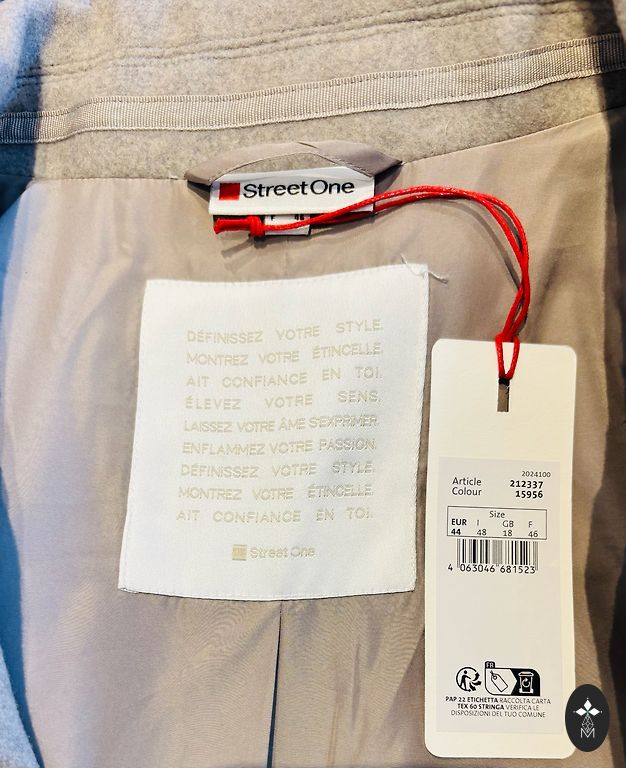 Street One
F 46
DÉFINISSEZ VOTRE STYLE.
MONTREZ VOTRE ÉTINCELLE.
AIT CONFIANCE EN TOI.
ÉLEVEZ VOTRE SENS.
LAISSEZ VOTRE ÂME S'EXPRIMER.
ENFLAMMEZ VOTRE PASSION.
DÉFINISSEZ VOTRE STYLE.
MONTREZ VOTRE ÉTINCELLE.
AIT CONFIANCE EN TOI.
Street One
2024100
Article 212337
Colour 15956
Size
EUR I GB F
44 48 18 46
4 063046 681523
FR
PAP 22 ETICHETTA RACCOLTA CARTA
TEX 60 STRINGA VERIFICA LE
DISPOSIZIONI DEL TUO COMUNE
M